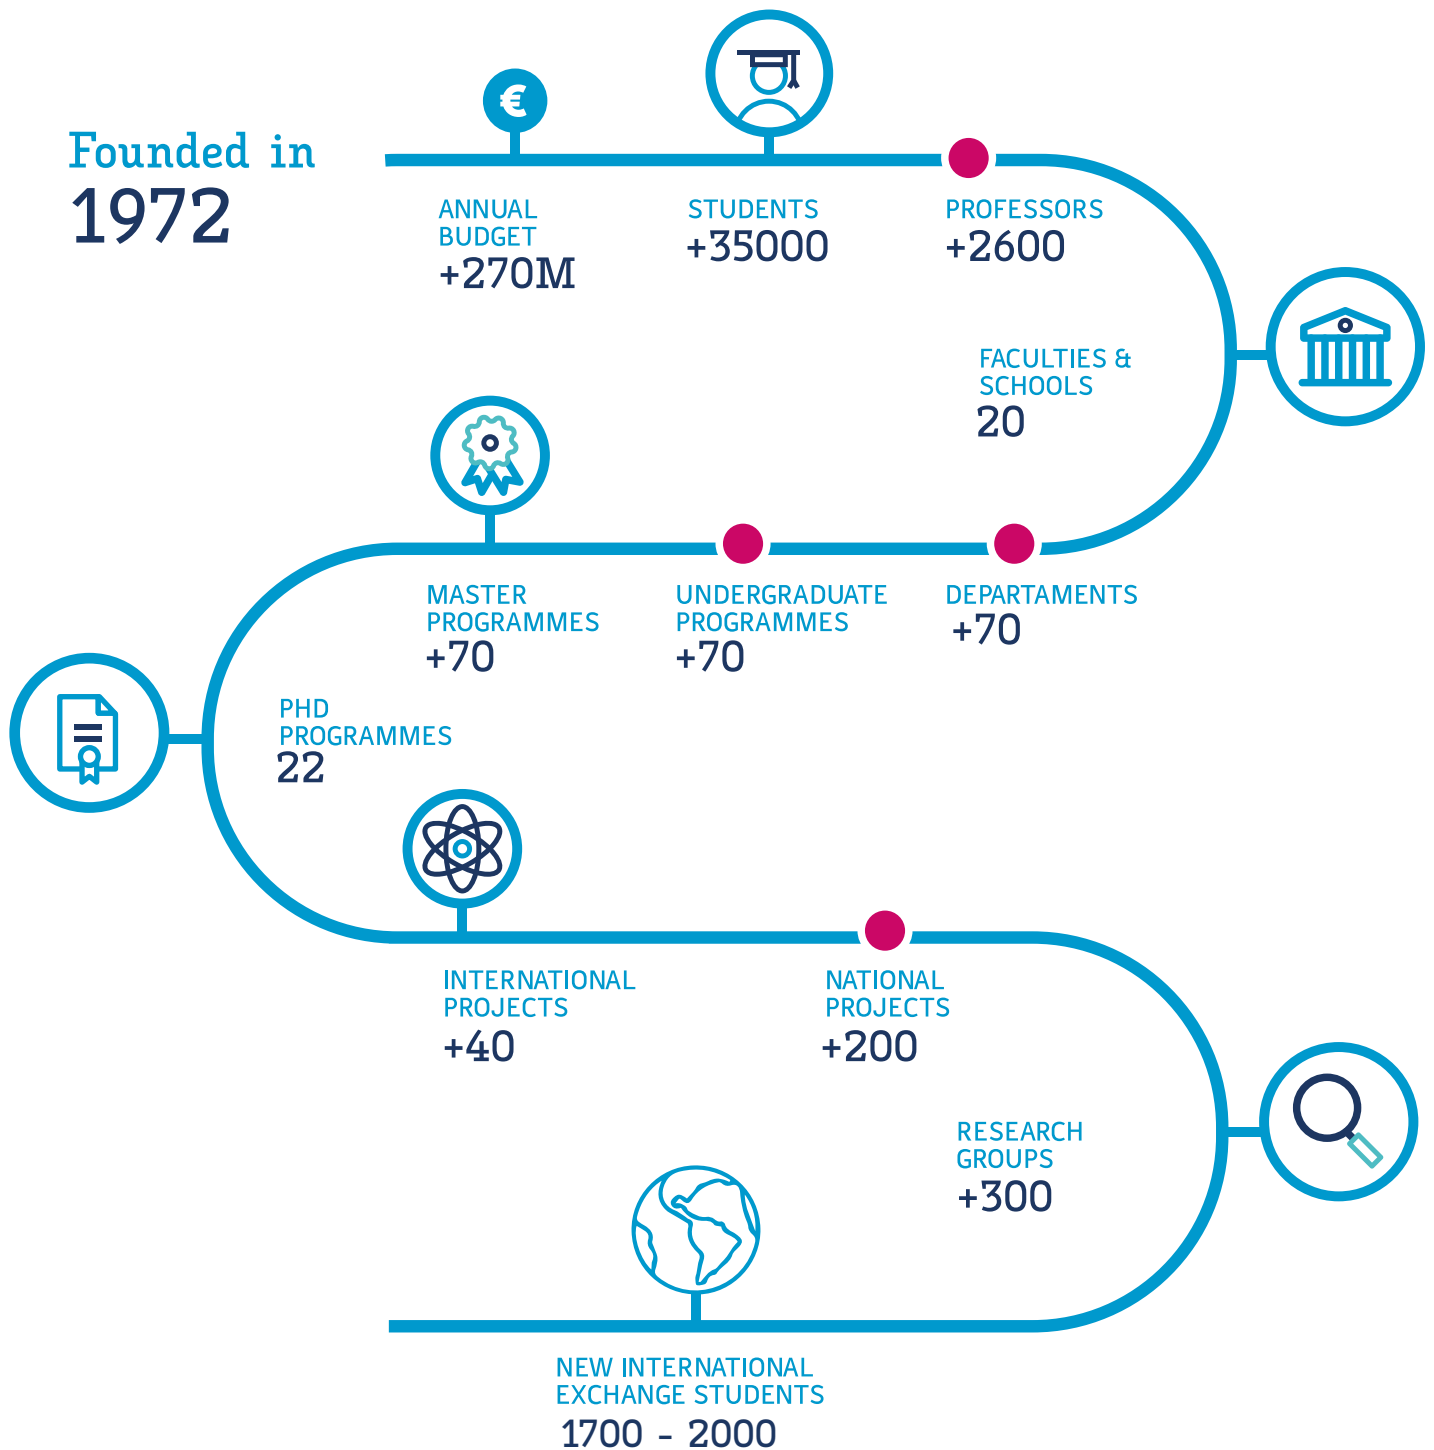 Founded in
1972
€
ANNUAL
BUDGET
+270M
STUDENTS
+35000
PROFESSORS
+2600
FACULTIES &
SCHOOLS
20
MASTER
PROGRAMMES
+70
UNDERGRADUATE
PROGRAMMES
+70
DEPARTAMENTS
+70
PHD
PROGRAMMES
22
INTERNATIONAL
PROJECTS
+40
NATIONAL
PROJECTS
+200
RESEARCH
GROUPS
+300
NEW INTERNATIONAL
EXCHANGE STUDENTS
1700 - 2000